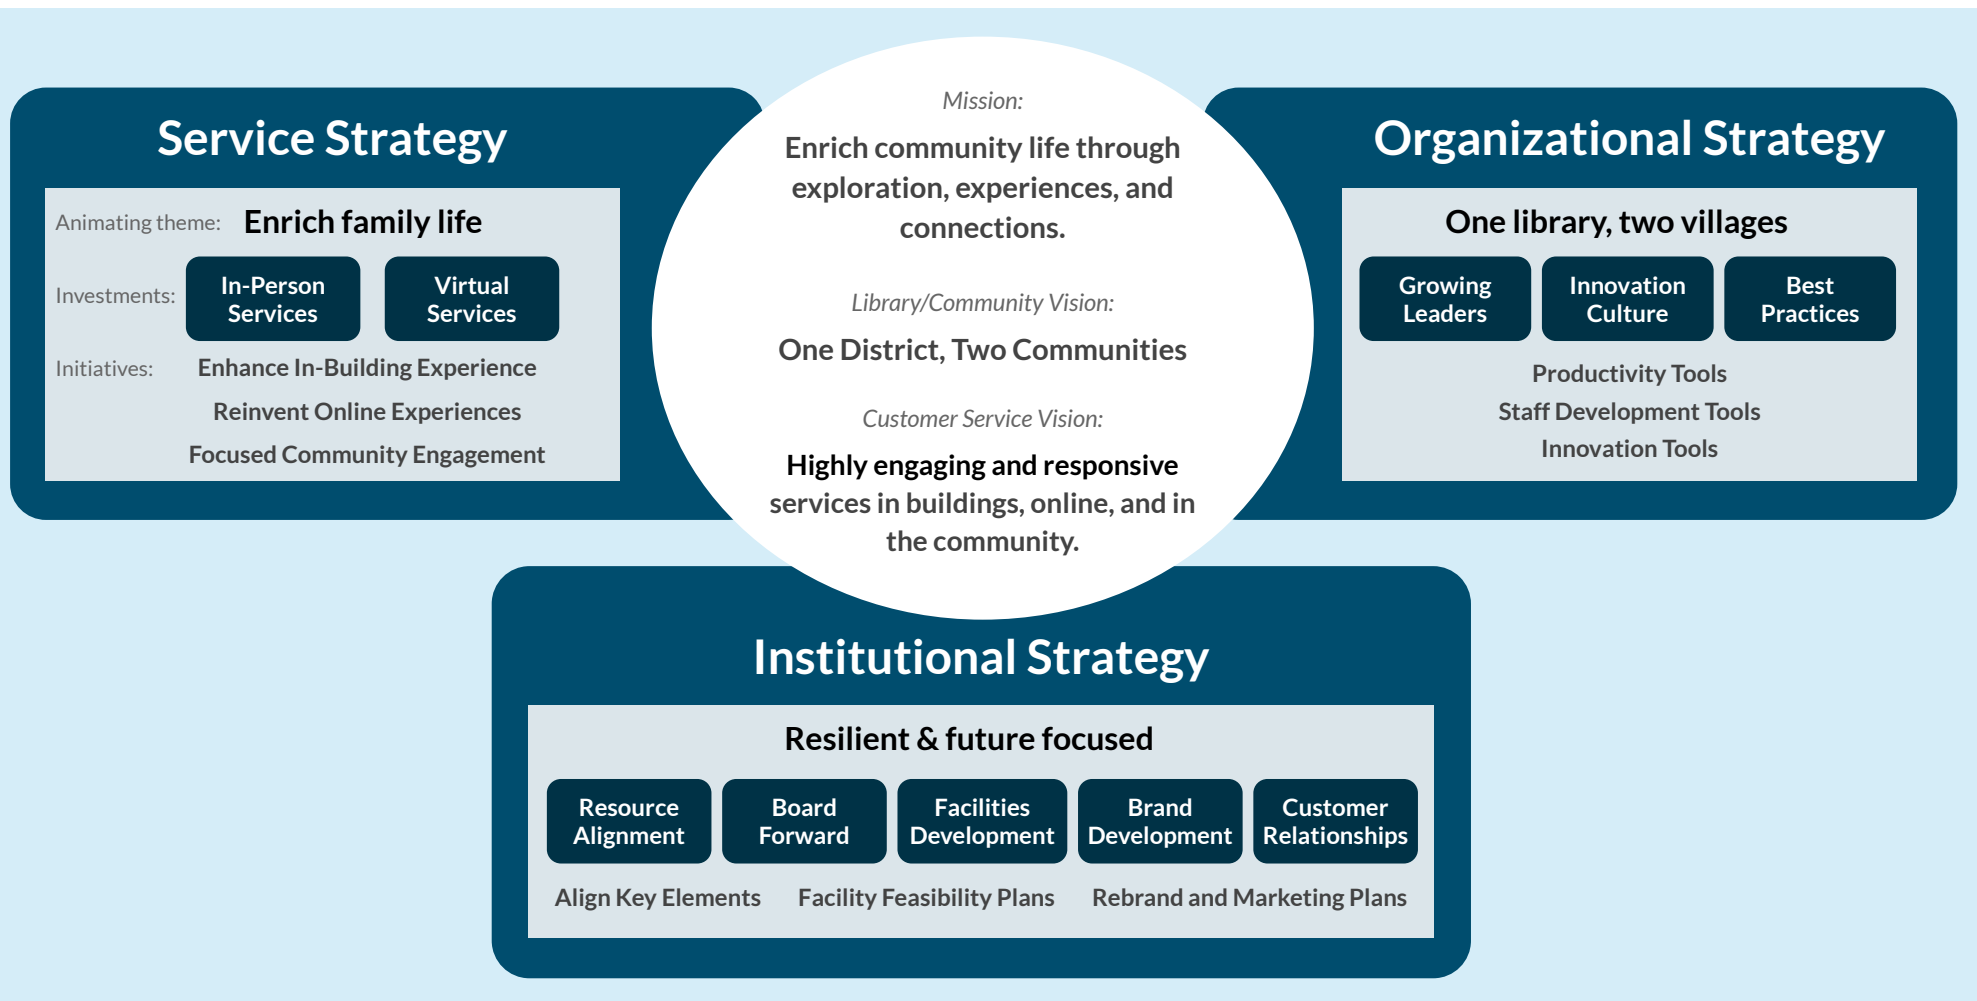 Service Strategy
Animating theme: Enrich family life
Investments:
In-Person
Services
Virtual
Services
Initiatives:
Enhance In-Building Experience
Reinvent Online Experiences
Focused Community Engagement
Mission:
Enrich community life through
exploration, experiences, and
connections.
Library/Community Vision:
One District, Two Communities
Customer Service Vision:
Highly engaging and responsive
services in buildings, online, and in
the community.
Organizational Strategy
One library, two villages
Growing
Leaders
Innovation
Culture
Best
Practices
Productivity Tools
Staff Development Tools
Innovation Tools
Institutional Strategy
Resilient & future focused
Resource
Alignment
Board
Forward
Facilities
Development
Brand
Development
Customer
Relationships
Align Key Elements
Facility Feasibility Plans
Rebrand and Marketing Plans